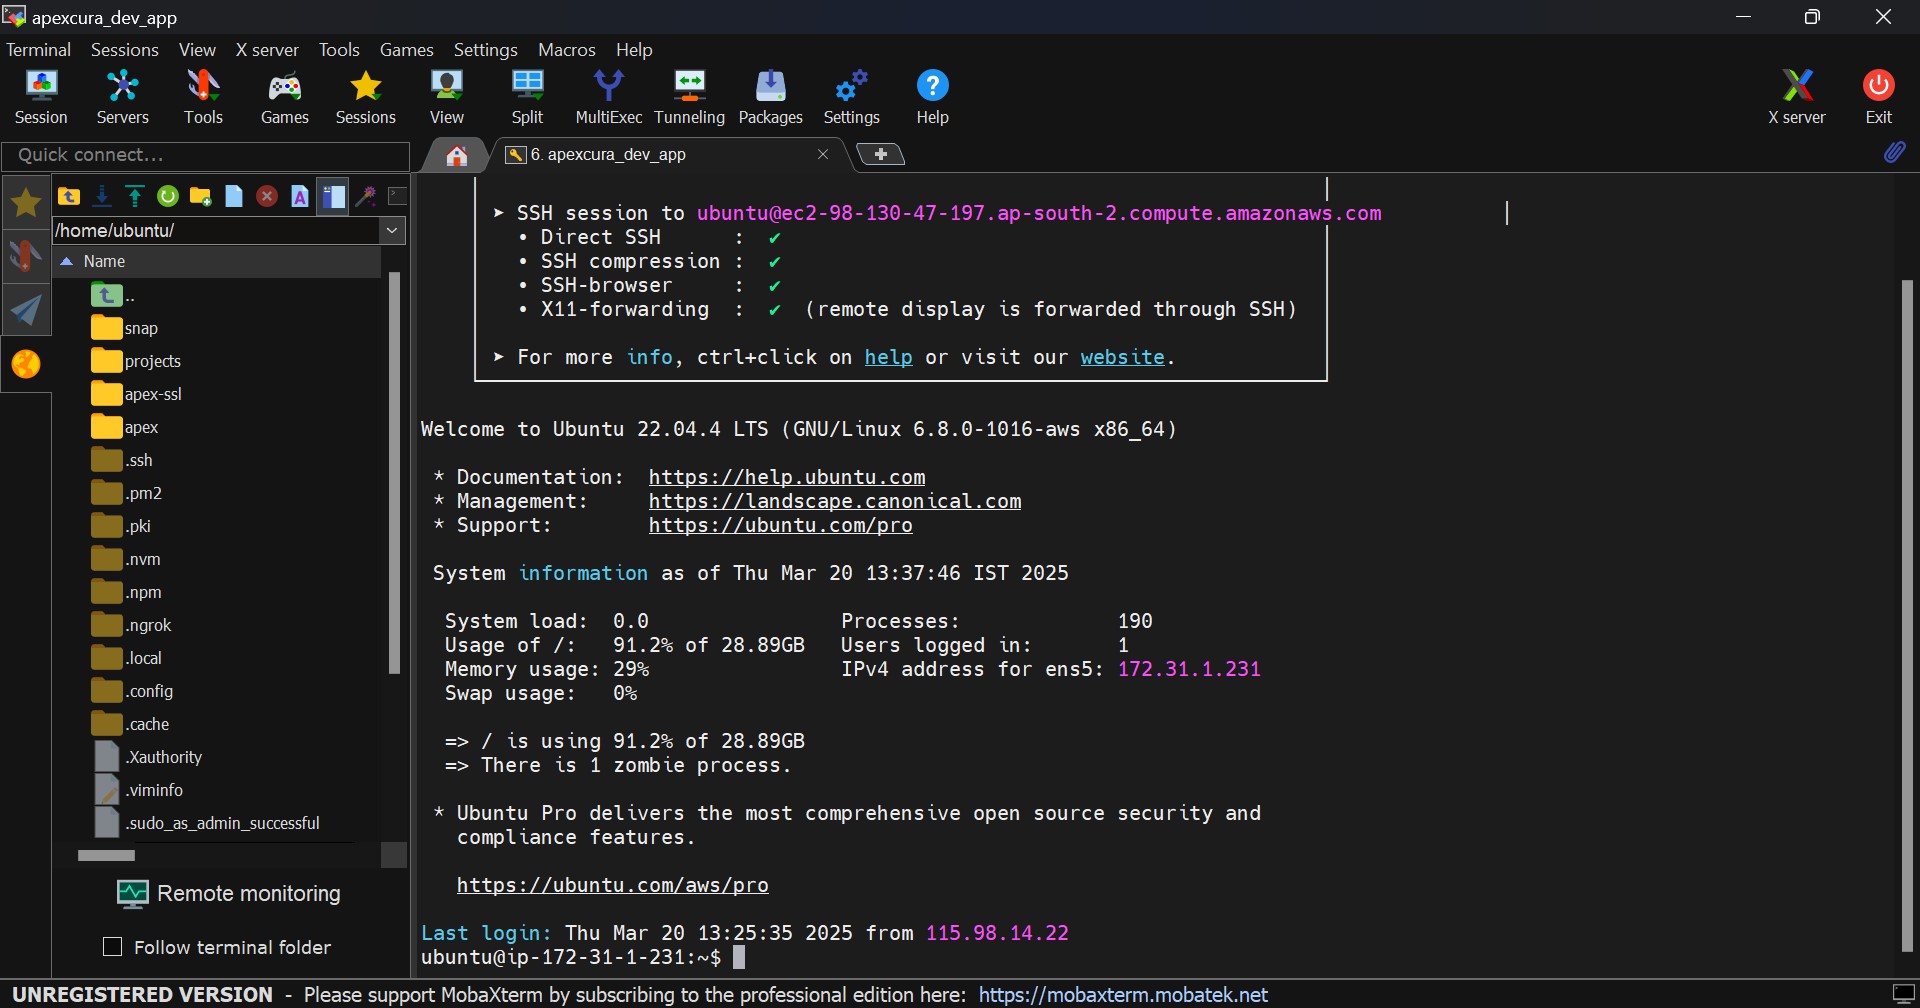 apexcura_dev_app
Terminal Sessions View X server Tools Games Settings Macros Help
Session Servers Tools Games Sessions View Split MultiExec Tunneling Packages Settings Help X server Exit
Quick connect...
6. apexcura_dev_app
/home/ubuntu/
Name
..
snap
projects
apex-ssl
apex
.ssh
.pm2
.pki
.nvm
.npm
.ngrok
.local
.config
.cache
.Xauthority
.viminfo
.sudo_as_admin_successful
Remote monitoring
Follow terminal folder
➤ SSH session to ubuntu@ec2-98-130-47-197.ap-south-2.compute.amazonaws.com
• Direct SSH : ✔
• SSH compression : ✔
• SSH-browser : ✔
• X11-forwarding : ✔ (remote display is forwarded through SSH)
➤ For more info, ctrl+click on help or visit our website.
Welcome to Ubuntu 22.04.4 LTS (GNU/Linux 6.8.0-1016-aws x86_64)
* Documentation: https://help.ubuntu.com
* Management: https://landscape.canonical.com
* Support: https://ubuntu.com/pro
System information as of Thu Mar 20 13:37:46 IST 2025
System load: 0.0 Processes: 190
Usage of /: 91.2% of 28.89GB Users logged in: 1
Memory usage: 29% IPv4 address for ens5: 172.31.1.231
Swap usage: 0%
=> / is using 91.2% of 28.89GB
=> There is 1 zombie process.
* Ubuntu Pro delivers the most comprehensive open source security and
compliance features.
https://ubuntu.com/aws/pro
Last login: Thu Mar 20 13:25:35 2025 from 115.98.14.22
ubuntu@ip-172-31-1-231:~$
UNREGISTERED VERSION - Please support MobaXterm by subscribing to the professional edition here: https://mobaxterm.mobatek.net